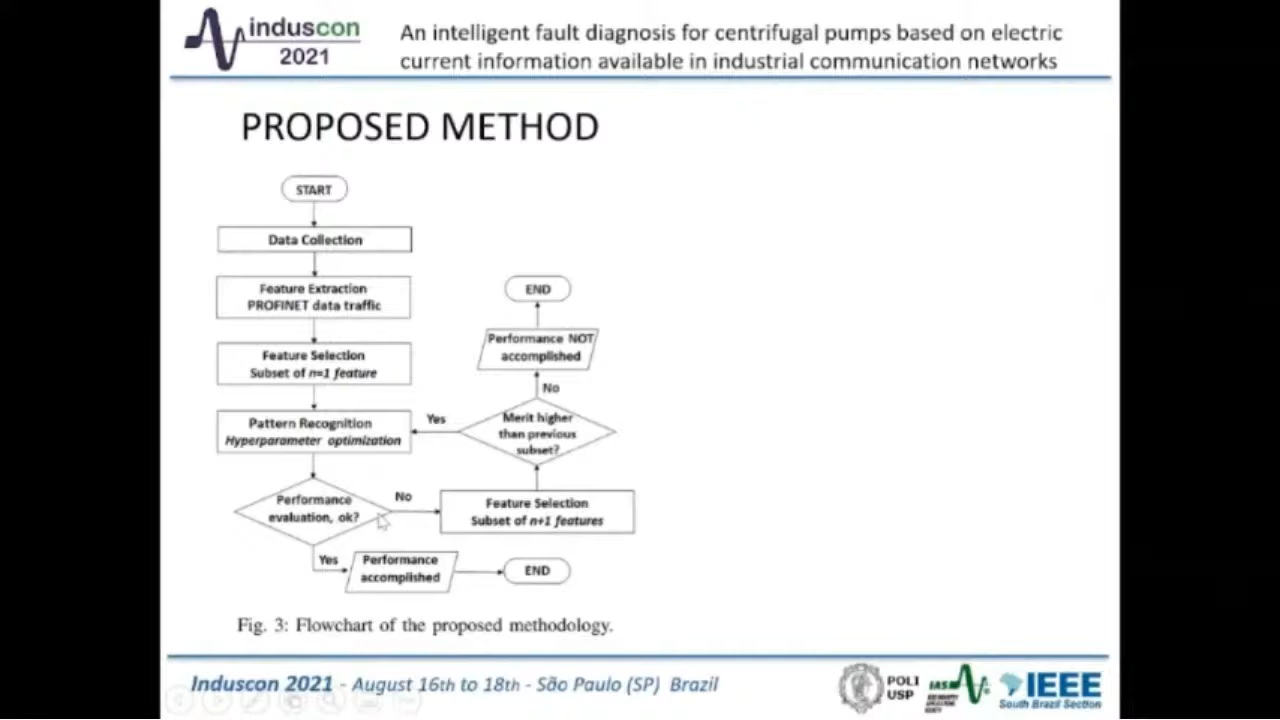 induscon
2021
An intelligent fault diagnosis for centrifugal pumps based on electric
current information available in industrial communication networks
PROPOSED METHOD
START
Data Collection
Feature Extraction
PROFINET data traffic
Feature Selection
Subset of n=1 feature
Pattern Recognition
Hyperparameter optimization
Performance
evaluation, ok?
Yes
Performance
accomplished
END
No
Feature Selection
Subset of n+1 features
Merit higher
than previous
subset?
Yes
No
Performance NOT
accomplished
END
Fig. 3: Flowchart of the proposed methodology.
Induscon 2021 - August 16th to 18th - São Paulo (SP) Brazil
POLI
USP
IAS
IEEE
South Brazil Section